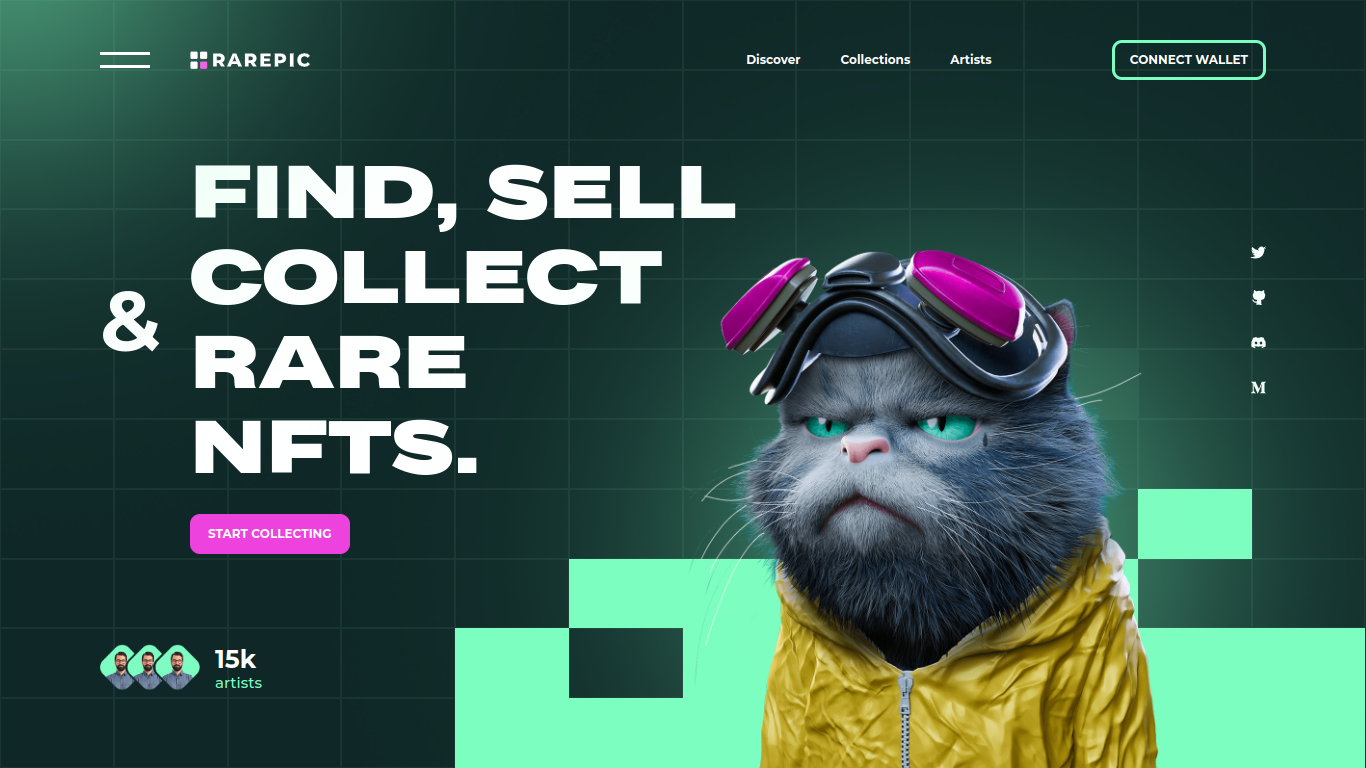 RAREPIC
Discover
Collections
Artists
CONNECT WALLET
FIND, SELL
COLLECT
&
RARE
NFTS.
START COLLECTING
15k
artists